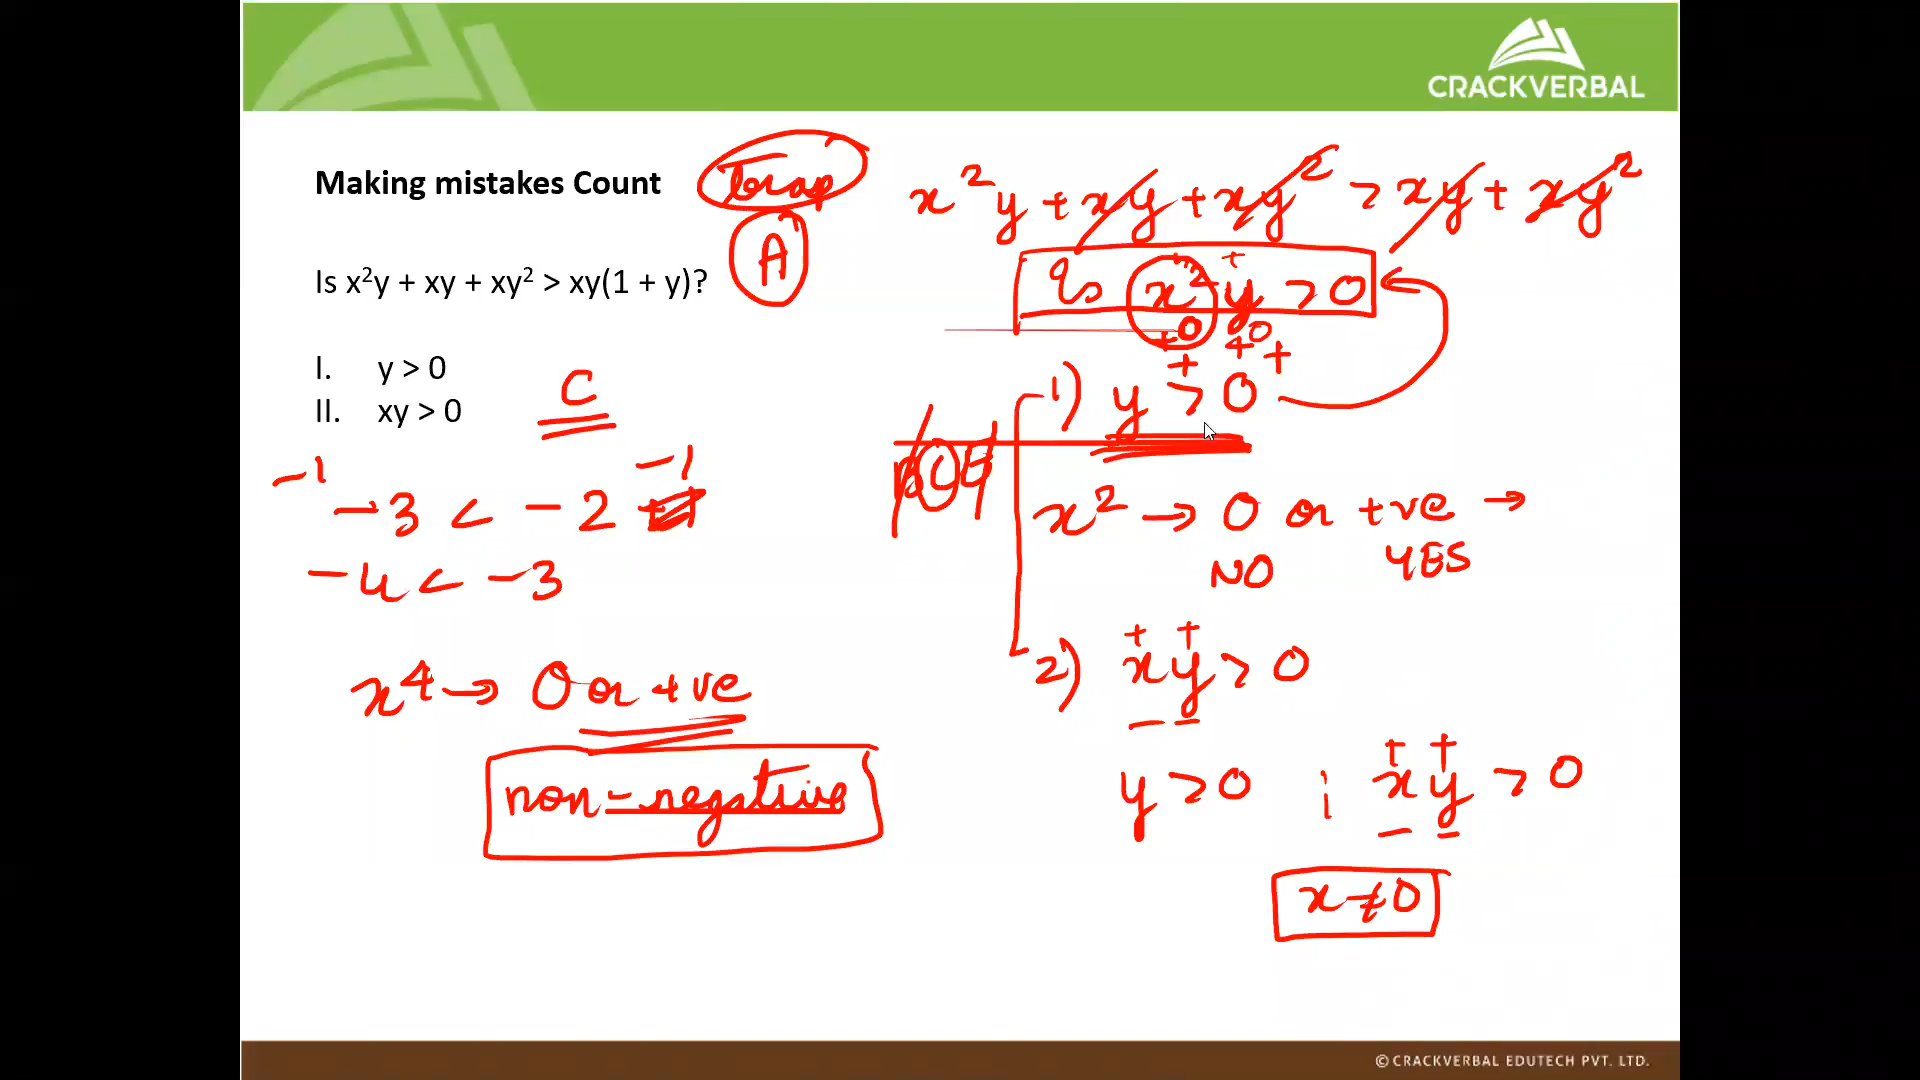 CRACKVERBAL
Making mistakes Count
trap
A
Is x²y + xy + xy² > xy(1 + y)?
I. y > 0
II. xy > 0
C
-1 -1
-3 < -2
-4 < -3
x⁴ → 0 or +ve
non-negative
x²y + xy + xy² > xy + xy²
Is x²y > 0
+ 0 + 0
+ +
1) y > 0
x² → 0 or +ve →
NO YES
+ +
2) xy > 0
- -
+ +
y > 0 ; xy > 0
- -
x ≠ 0
© CRACKVERBAL EDUTECH PVT. LTD.